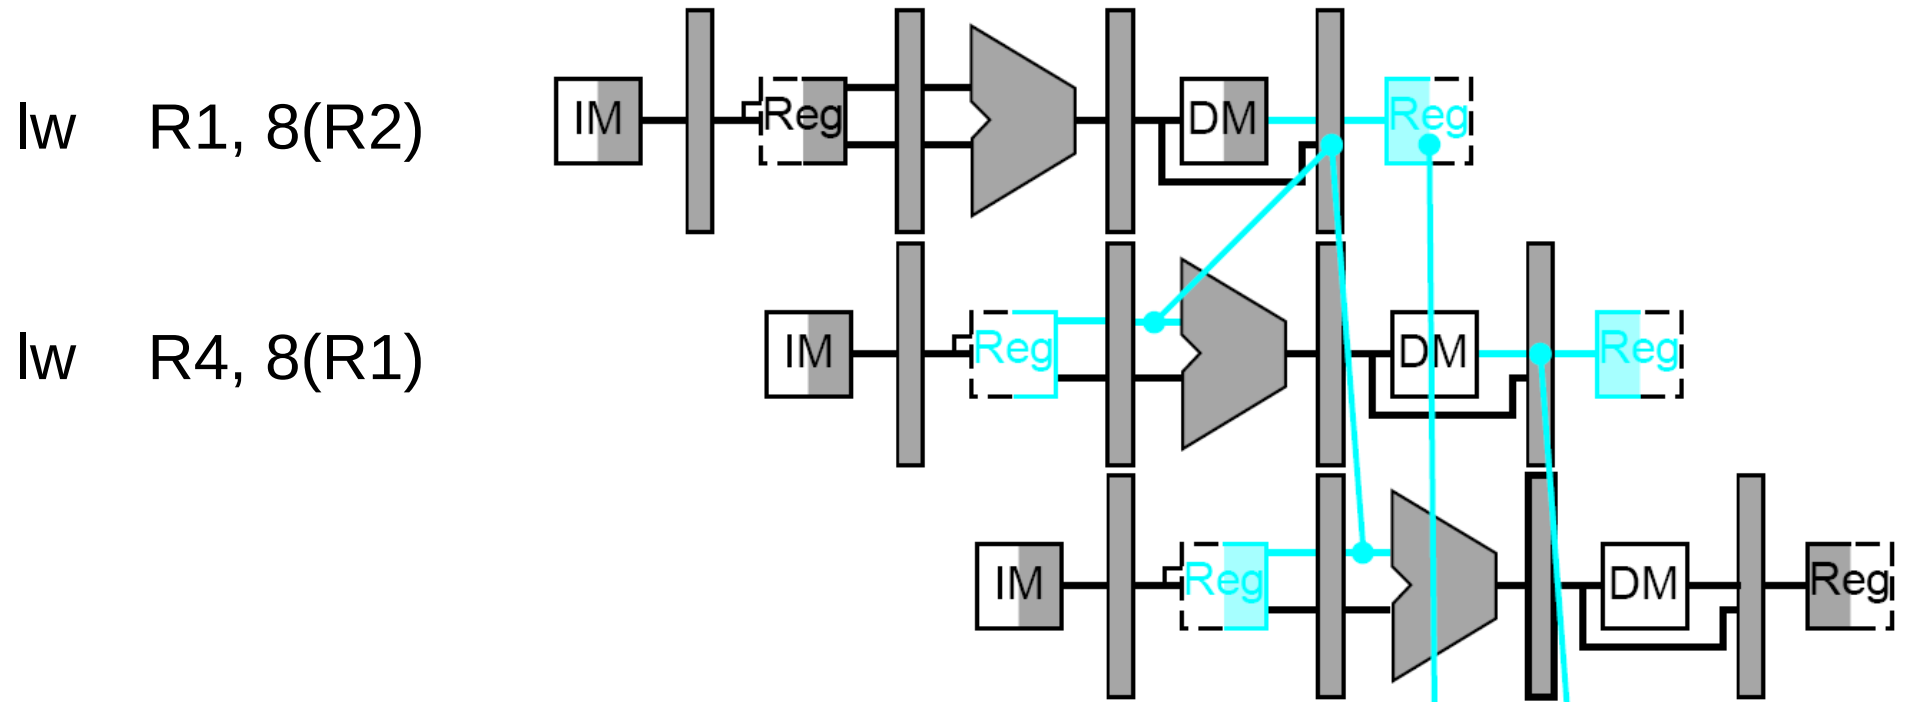 lw R1, 8(R2) IM Reg DM Reg
lw R4, 8(R1) IM Reg DM Reg
IM Reg DM Reg